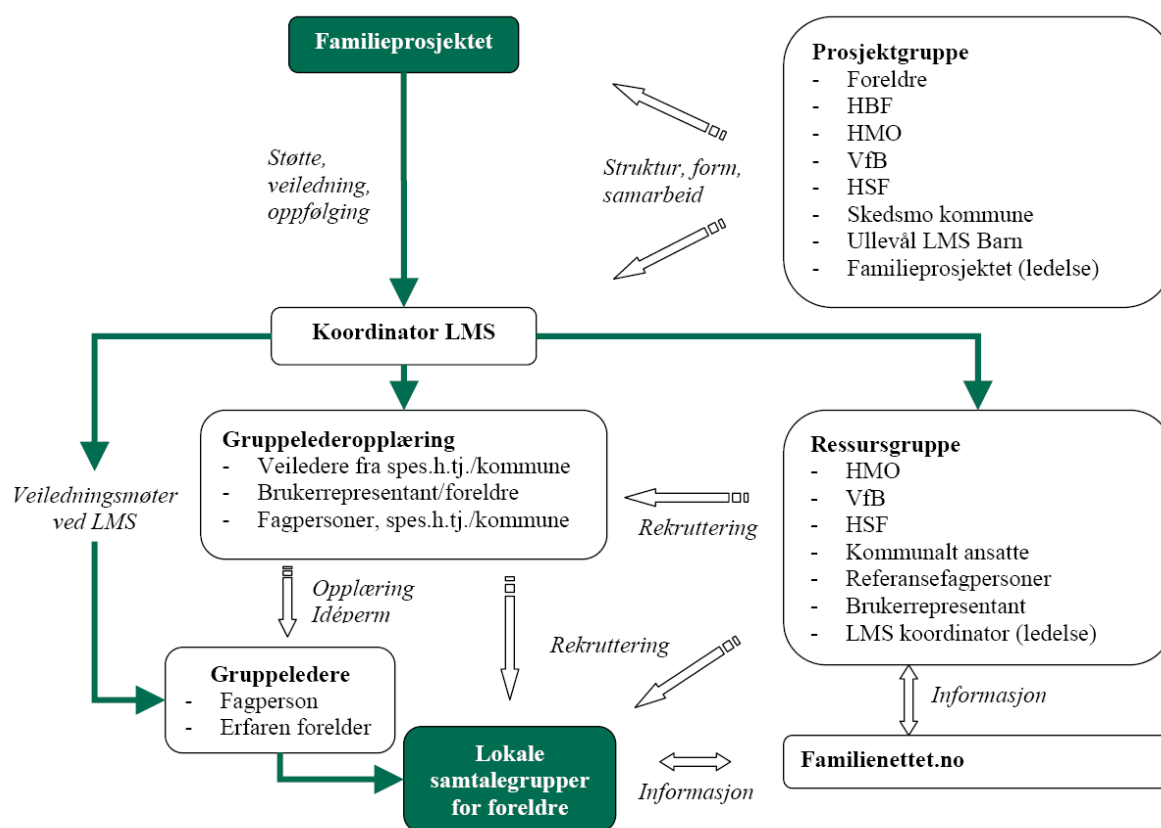 Familieprosjektet
Prosjektgruppe
- Foreldre
- HBF
- HMO
- VfB
- HSF
- Skedsmo kommune
- Ullevål LMS Barn
- Familieprosjektet (ledelse)
Støtte,
veiledning,
oppfølging
Struktur, form,
samarbeid
Koordinator LMS
Gruppelederopplæring
- Veiledere fra spes.h.tj./kommune
- Brukerrepresentant/foreldre
- Fagpersoner, spes.h.tj./kommune
Ressursgruppe
- HMO
- VfB
- HSF
- Kommunalt ansatte
- Referansefagpersoner
- Brukerrepresentant
- LMS koordinator (ledelse)
Veiledningsmøter
ved LMS
Rekruttering
Opplæring
Idéperm
Rekruttering
Gruppeledere
- Fagperson
- Erfaren forelder
Informasjon
Lokale
samtalegrupper
for foreldre
Informasjon
Familienettet.no